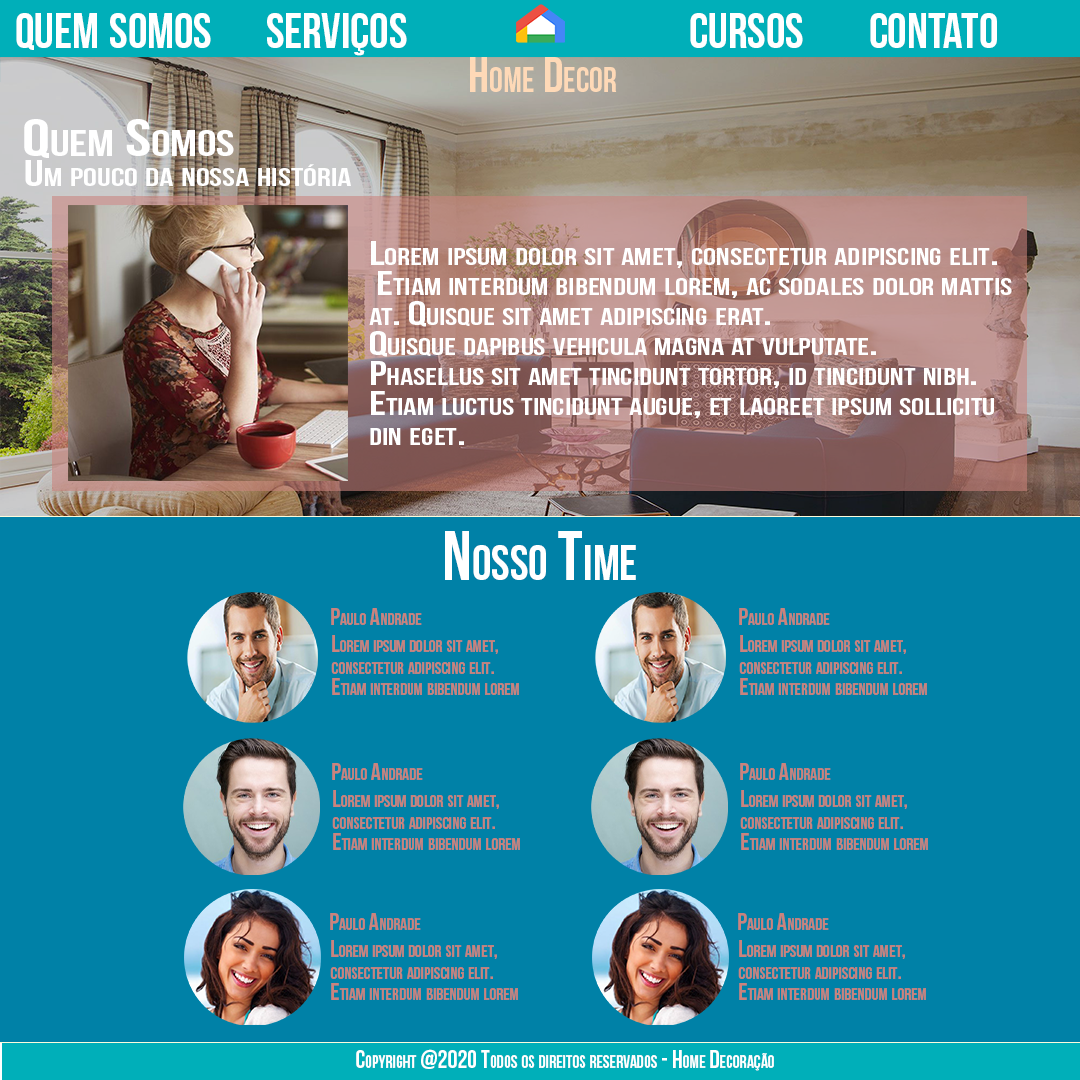 QUEM SOMOS SERVIÇOS CURSOS CONTATO
Home Decor
Quem Somos
Um pouco da nossa história
Lorem ipsum dolor sit amet, consectetur adipiscing elit.
Etiam interdum bibendum lorem, ac sodales dolor mattis
at. Quisque sit amet adipiscing erat.
Quisque dapibus vehicula magna at vulputate.
Phasellus sit amet tincidunt tortor, id tincidunt nibh.
Etiam luctus tincidunt augue, et laoreet ipsum sollicitu
din eget.
Nosso Time
Paulo Andrade
Lorem ipsum dolor sit amet,
consectetur adipiscing elit.
Etiam interdum bibendum lorem
Paulo Andrade
Lorem ipsum dolor sit amet,
consectetur adipiscing elit.
Etiam interdum bibendum lorem
Paulo Andrade
Lorem ipsum dolor sit amet,
consectetur adipiscing elit.
Etiam interdum bibendum lorem
Paulo Andrade
Lorem ipsum dolor sit amet,
consectetur adipiscing elit.
Etiam interdum bibendum lorem
Paulo Andrade
Lorem ipsum dolor sit amet,
consectetur adipiscing elit.
Etiam interdum bibendum lorem
Paulo Andrade
Lorem ipsum dolor sit amet,
consectetur adipiscing elit.
Etiam interdum bibendum lorem
Copyright @2020 Todos os direitos reservados - Home Decoração